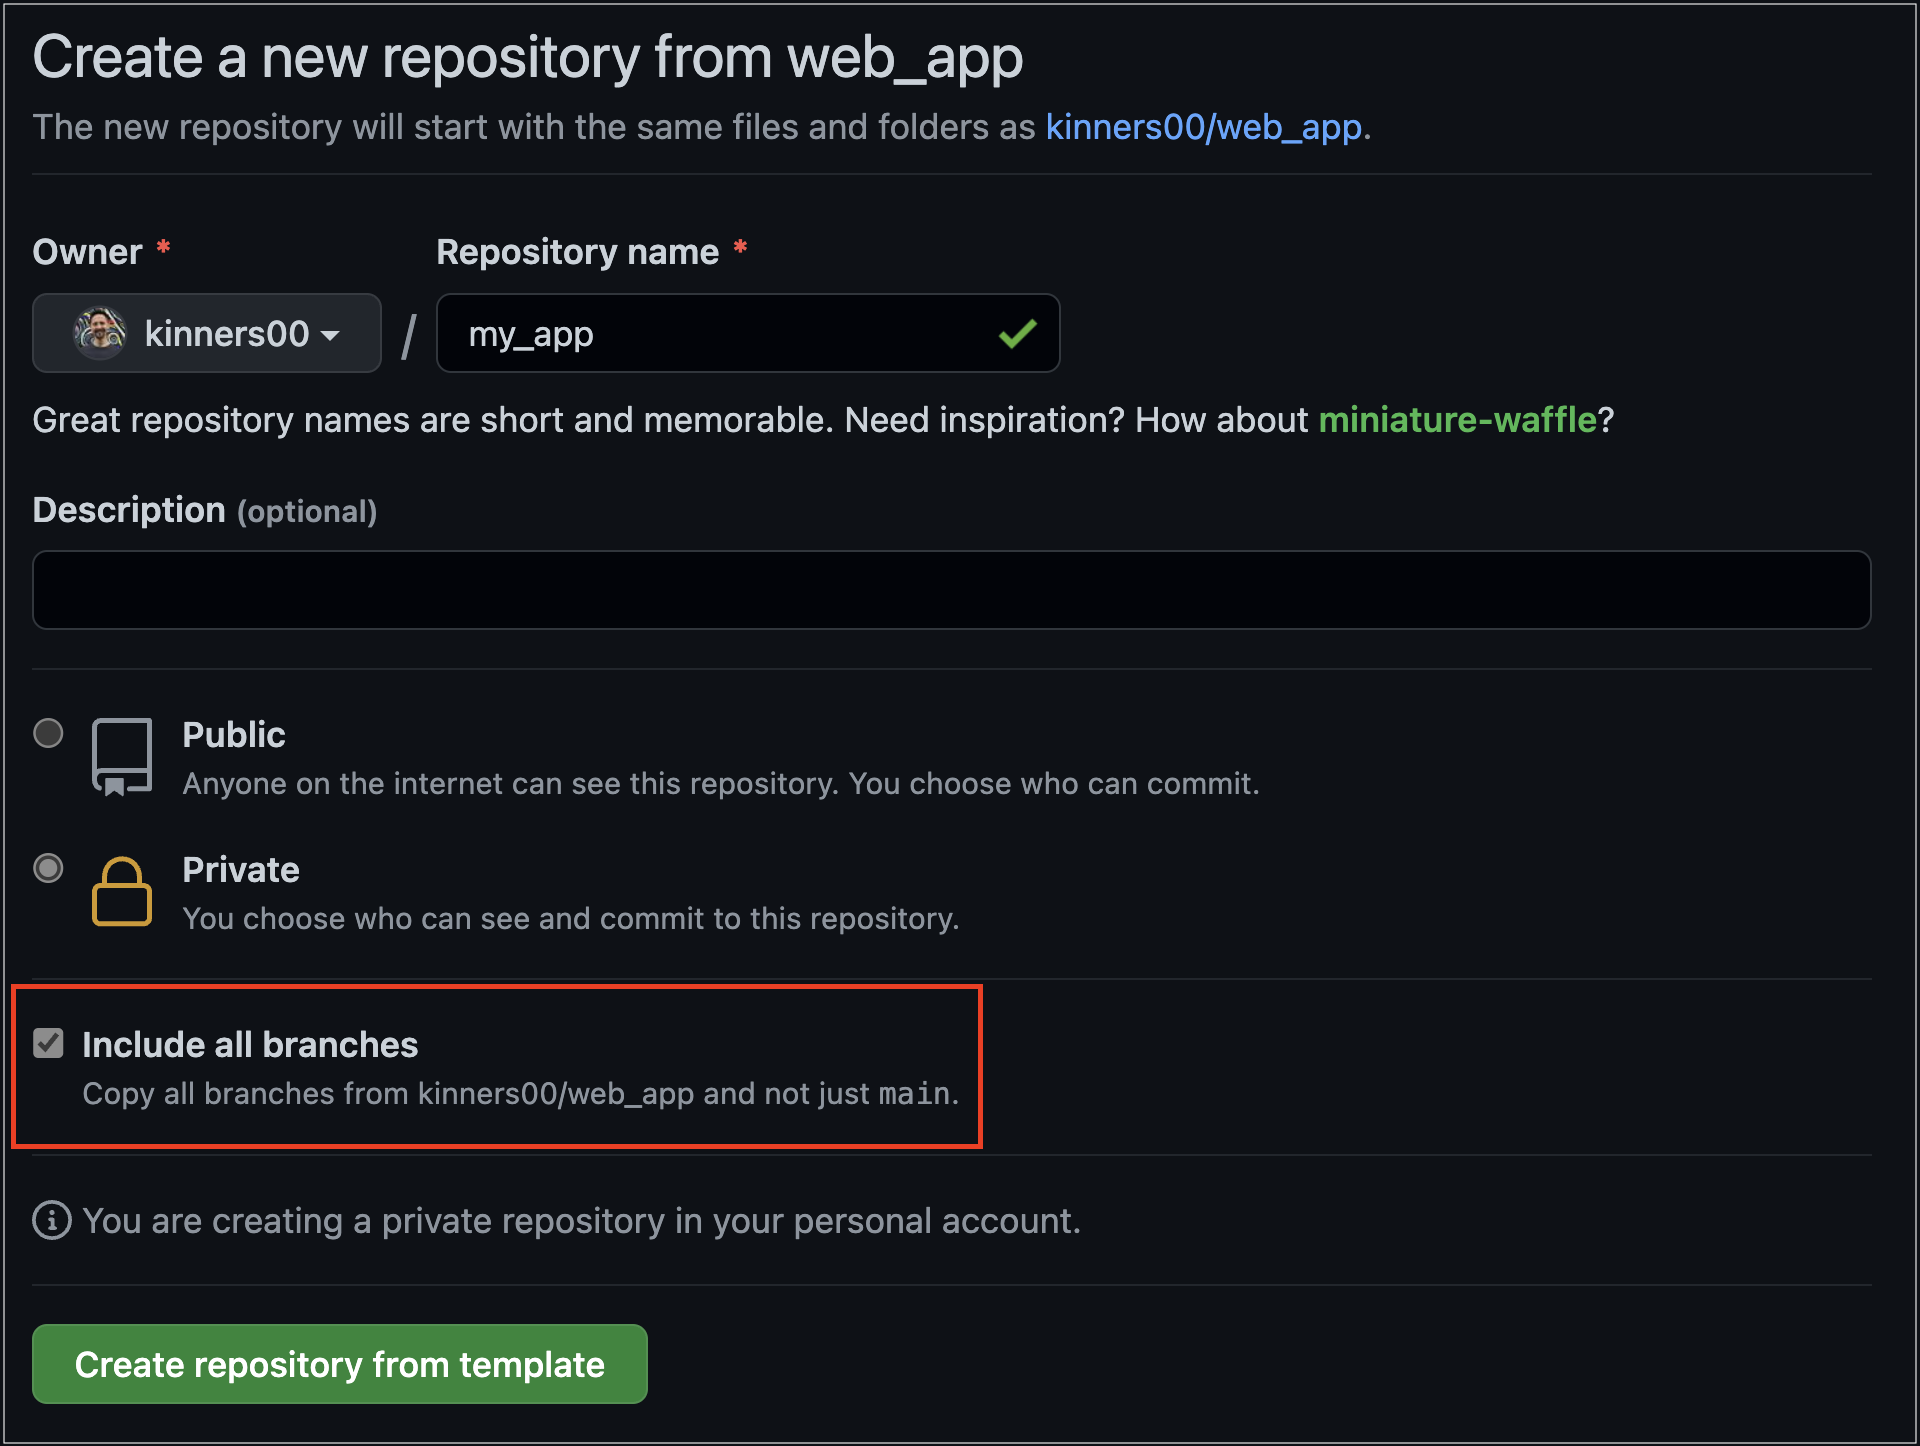 Create a new repository from web_app
The new repository will start with the same files and folders as kinners00/web_app.
Owner *
Repository name *
kinners00
/
my_app
Great repository names are short and memorable. Need inspiration? How about miniature-waffle?
Description (optional)
Public
Anyone on the internet can see this repository. You choose who can commit.
Private
You choose who can see and commit to this repository.
Include all branches
Copy all branches from kinners00/web_app and not just main.
You are creating a private repository in your personal account.
Create repository from template